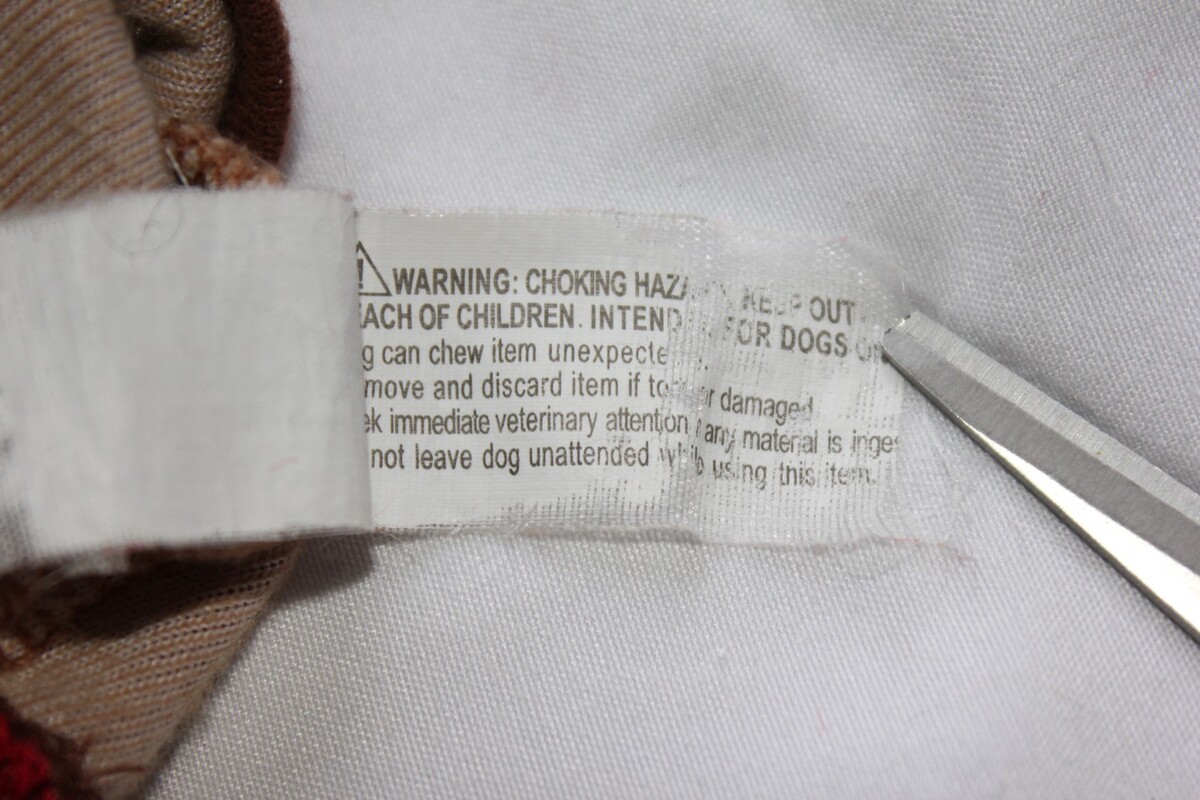 ! WARNING: CHOKING HAZA KEEP OUT
EACH OF CHILDREN. INTEND FOR DOGS ON
g can chew item unexpecte
move and discard item if to or damaged
ek immediate veterinary attention any material is inges
not leave dog unattended while using this item.